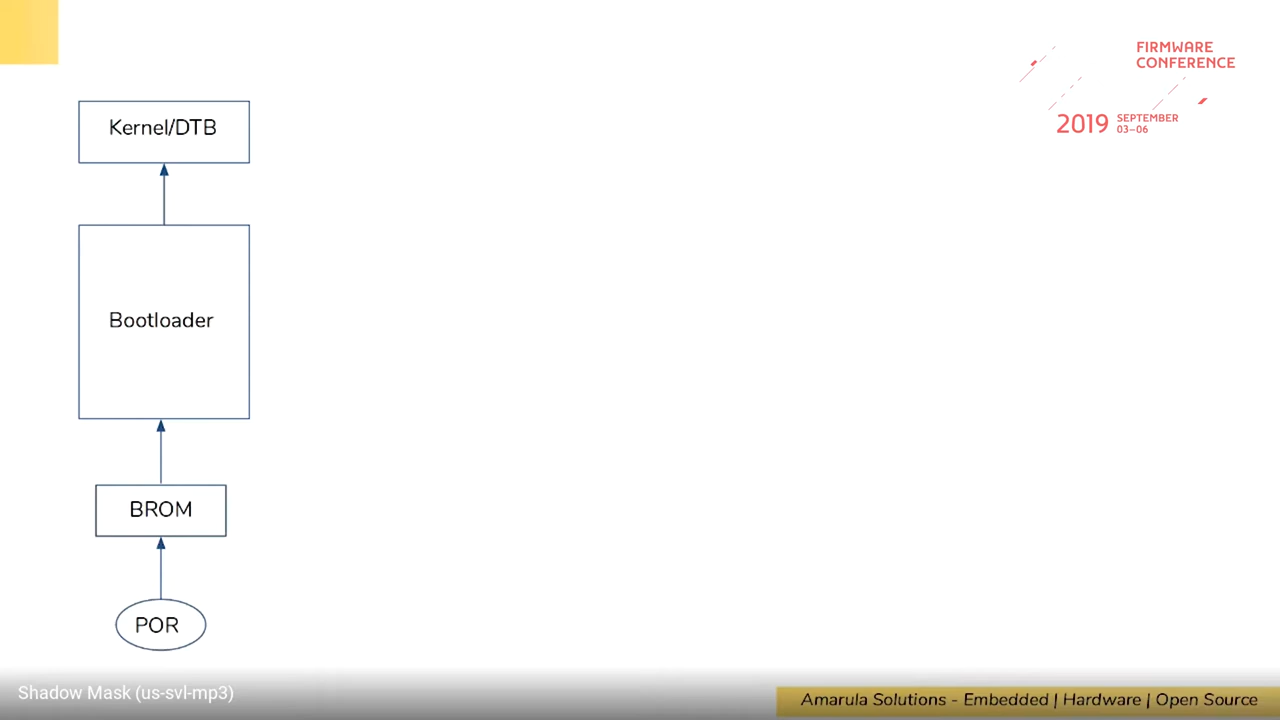 FIRMWARE
CONFERENCE
2019 SEPTEMBER
03–06
Kernel/DTB
Bootloader
BROM
POR
Shadow Mask (us-svl-mp3)
Amarula Solutions - Embedded | Hardware | Open Source